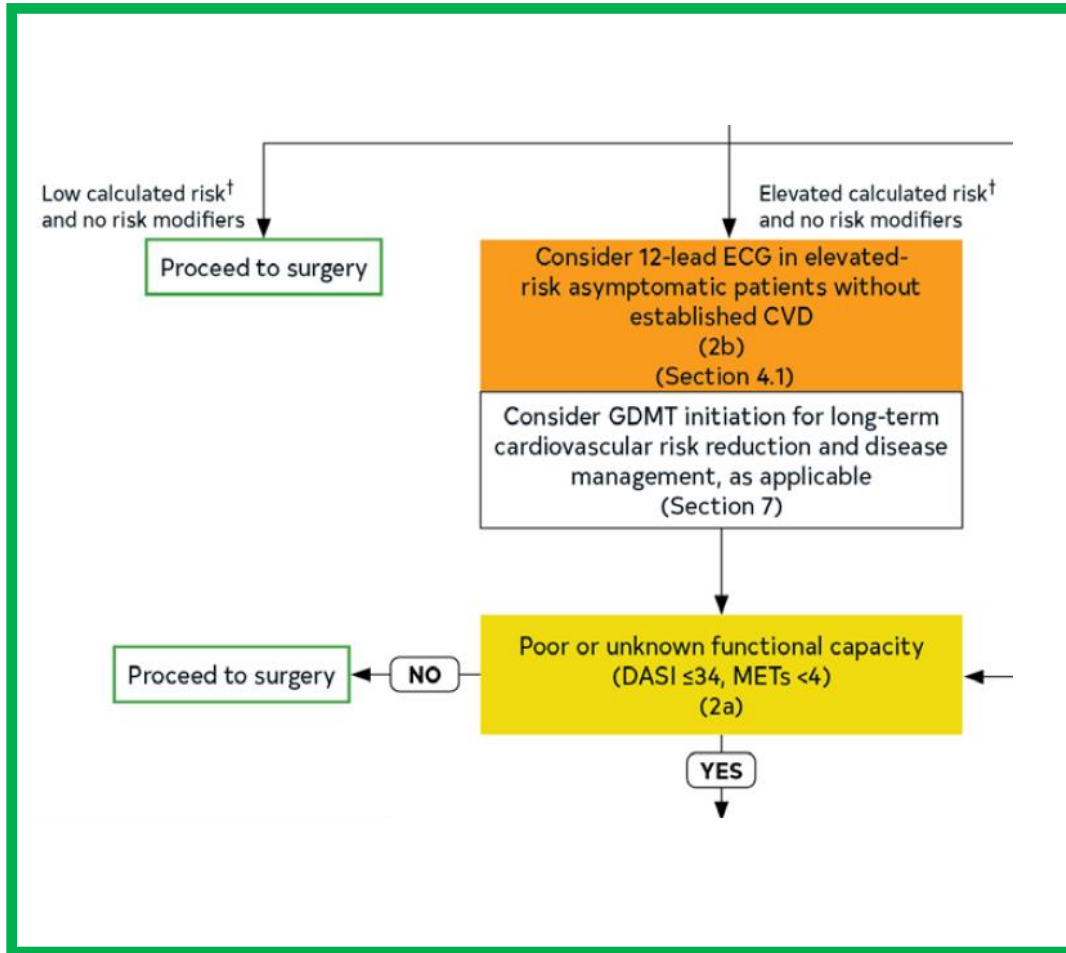 Low calculated risk†
and no risk modifiers
Elevated calculated risk†
and no risk modifiers
Proceed to surgery
Consider 12-lead ECG in elevated-
risk asymptomatic patients without
established CVD
(2b)
(Section 4.1)
Consider GDMT initiation for long-term
cardiovascular risk reduction and disease
management, as applicable
(Section 7)
Proceed to surgery
NO
Poor or unknown functional capacity
(DASI ≤34, METs <4)
(2a)
YES